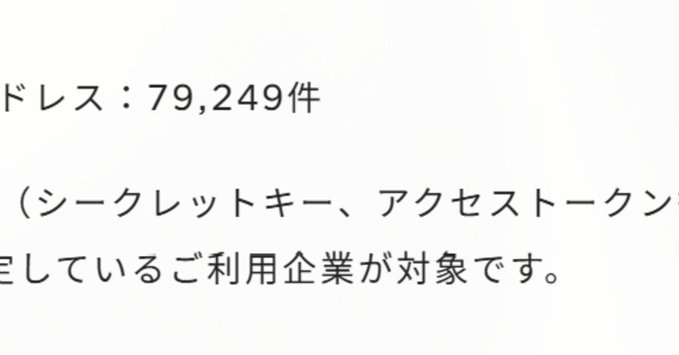 ドレス：79,249件
（シークレットキー、アクセストークン
定しているご利用企業が対象です。